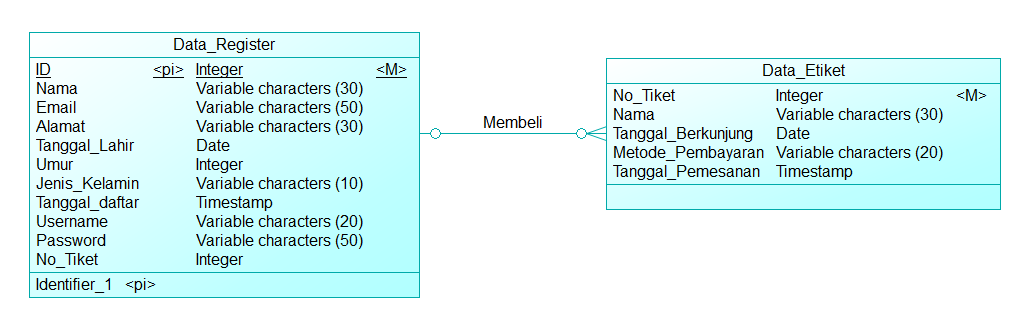 Data_Register
ID <pi> Integer <M>
Nama Variable characters (30)
Email Variable characters (50)
Alamat Variable characters (30)
Tanggal_Lahir Date
Umur Integer
Jenis_Kelamin Variable characters (10)
Tanggal_daftar Timestamp
Username Variable characters (20)
Password Variable characters (50)
No_Tiket Integer
Identifier_1 <pi>
Membeli
Data_Etiket
No_Tiket Integer <M>
Nama Variable characters (30)
Tanggal_Berkunjung Date
Metode_Pembayaran Variable characters (20)
Tanggal_Pemesanan Timestamp